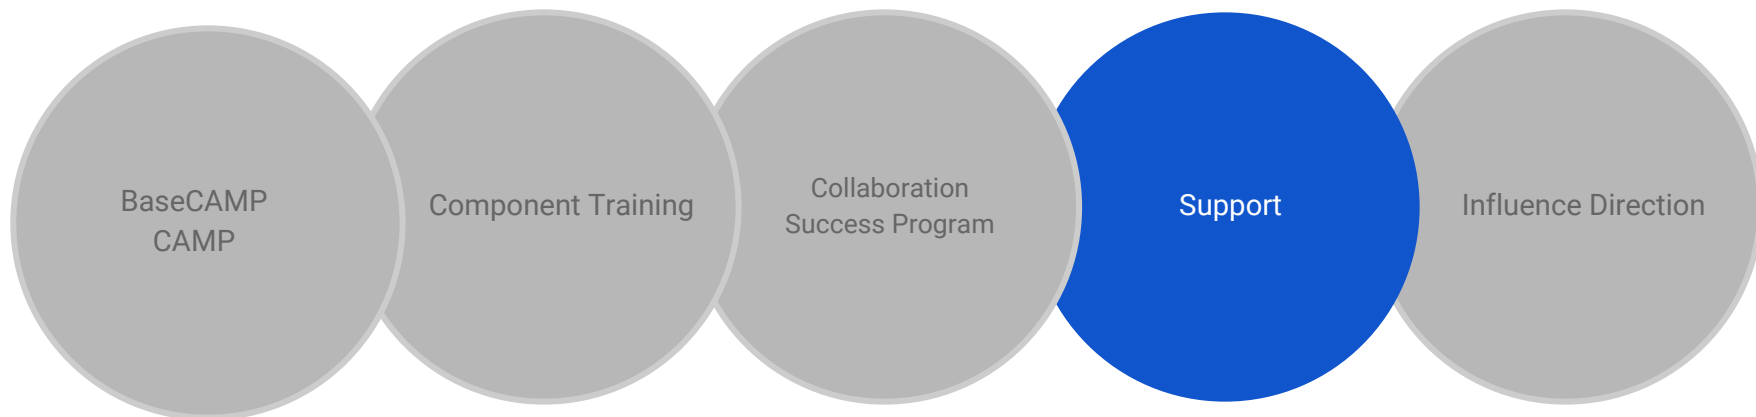 BaseCAMP
CAMP
Component Training
Collaboration
Success Program
Support
Influence Direction